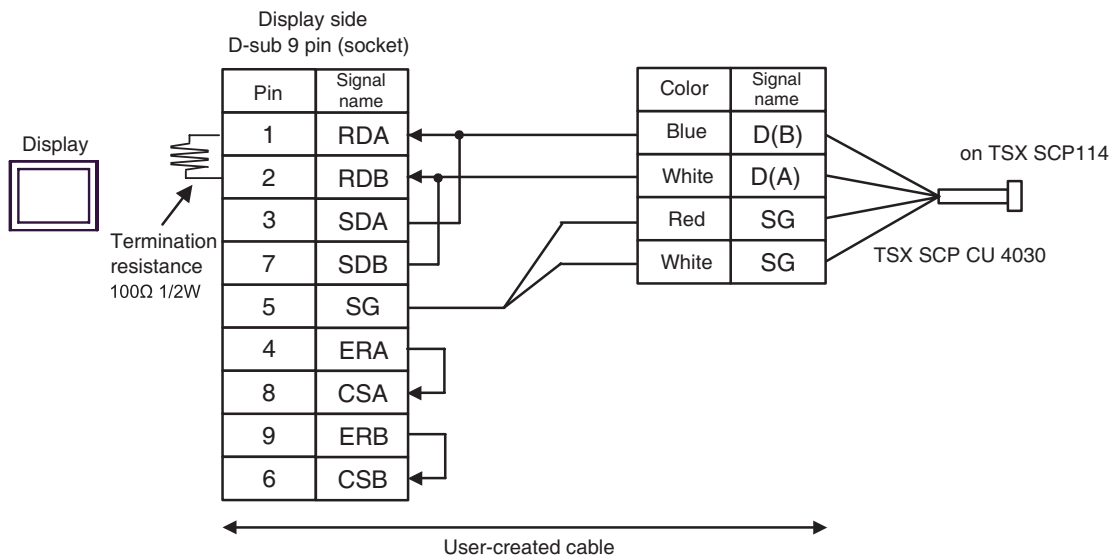 Display side
D-sub 9 pin (socket)
Pin Signal name
1 RDA
2 RDB
3 SDA
7 SDB
5 SG
4 ERA
8 CSA
9 ERB
6 CSB
Display
Termination
resistance
100Ω 1/2W
Color Signal name
Blue D(B)
White D(A)
Red SG
White SG
on TSX SCP114
TSX SCP CU 4030
User-created cable